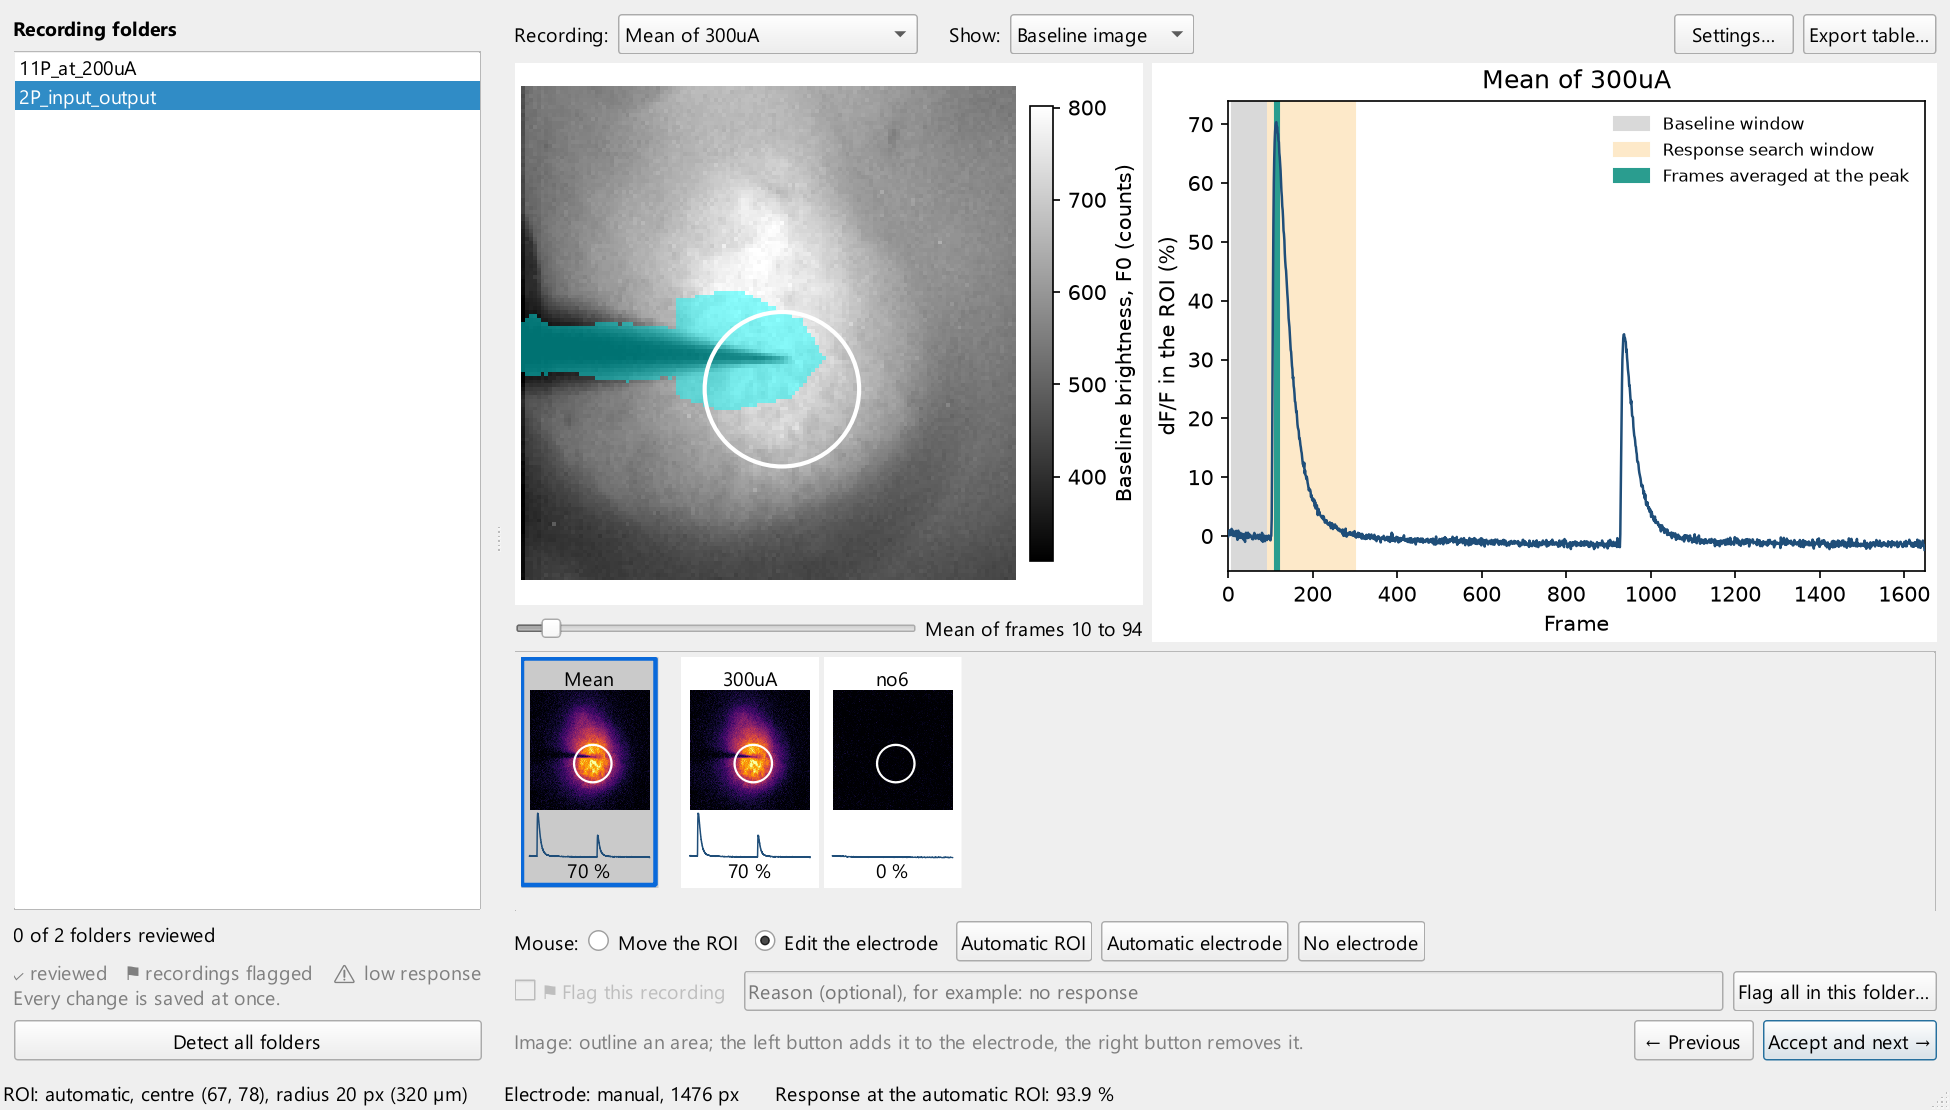 Recording folders
11P_at_200uA
2P_input_output
0 of 2 folders reviewed
✓ reviewed ⚑ recordings flagged ⚠ low response
Every change is saved at once.
Detect all folders
Recording: Mean of 300uA Show: Baseline image
Settings... Export table...
800
700
600
500
400
Baseline brightness, F0 (counts)
Mean of frames 10 to 94
Mean of 300uA
Baseline window
Response search window
Frames averaged at the peak
70
60
50
40
30
20
10
0
dF/F in the ROI (%)
0 200 400 600 800 1000 1200 1400 1600
Frame
Mean 300uA no6
70 % 70 % 0 %
Mouse: Move the ROI Edit the electrode Automatic ROI Automatic electrode No electrode
⚑ Flag this recording Reason (optional), for example: no response Flag all in this folder...
Image: outline an area; the left button adds it to the electrode, the right button removes it.
← Previous Accept and next →
ROI: automatic, centre (67, 78), radius 20 px (320 µm) Electrode: manual, 1476 px Response at the automatic ROI: 93.9 %